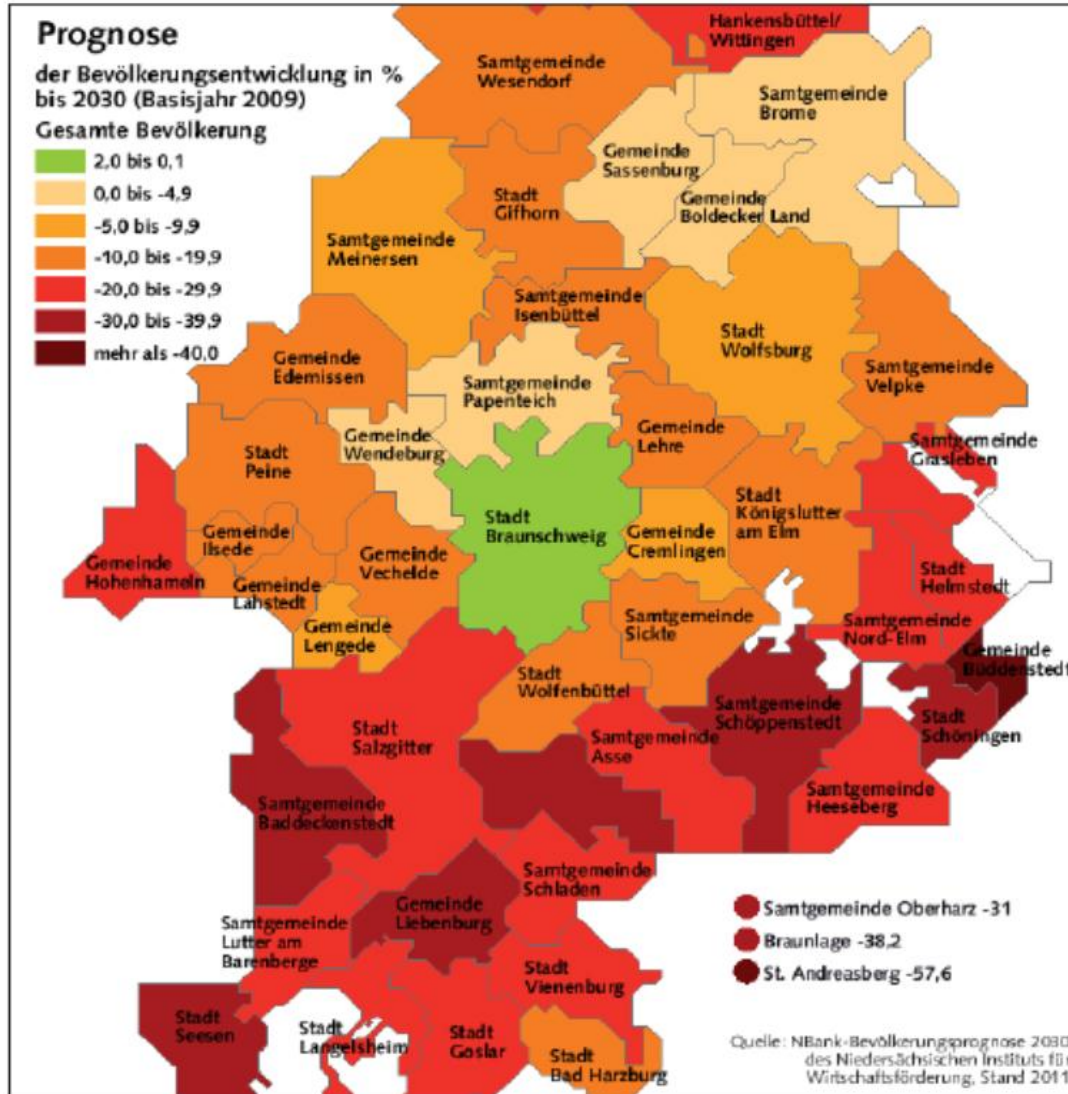 Prognose
der Bevölkerungsentwicklung in %
bis 2030 (Basisjahr 2009)
Gesamte Bevölkerung
2,0 bis 0,1
0,0 bis -4,9
-5,0 bis -9,9
-10,0 bis -19,9
-20,0 bis -29,9
-30,0 bis -39,9
mehr als -40,0
Hankensbüttel/
Wittingen
Samtgemeinde
Wesendorf
Samtgemeinde
Brome
Gemeinde
Sassenburg
Stadt
Gifhorn
Gemeinde
Boldecker Land
Samtgemeinde
Meinersen
Samtgemeinde
Isenbüttel
Stadt
Wolfsburg
Gemeinde
Edemissen
Samtgemeinde
Papenteich
Samtgemeinde
Velpke
Gemeinde
Wendeburg
Gemeinde
Lehre
Samtgemeinde
Grasleben
Stadt
Peine
Stadt
Braunschweig
Stadt
Königslutter
am Elm
Gemeinde
Ilsede
Gemeinde
Cremlingen
Gemeinde
Hohenhameln
Gemeinde
Vechelde
Stadt
Helmstedt
Gemeinde
Lahstedt
Gemeinde
Lengede
Samtgemeinde
Sickte
Samtgemeinde
Nord-Elm
Gemeinde
Büddenstedt
Stadt
Wolfenbüttel
Samtgemeinde
Schöppenstedt
Stadt
Schöningen
Stadt
Salzgitter
Samtgemeinde
Asse
Samtgemeinde
Heeseberg
Samtgemeinde
Baddeckenstedt
Samtgemeinde
Schladen
Gemeinde
Liebenburg
Samtgemeinde
Lutter am
Barenberge
Stadt
Vienenburg
Stadt
Seesen
Stadt
Langelsheim
Stadt
Goslar
Stadt
Bad Harzburg
Samtgemeinde Oberharz -31
Braunlage -38,2
St. Andreasberg -57,6
Quelle: NBank-Bevölkerungsprognose 2030
des Niedersächsischen Instituts für
Wirtschaftsförderung, Stand 2011